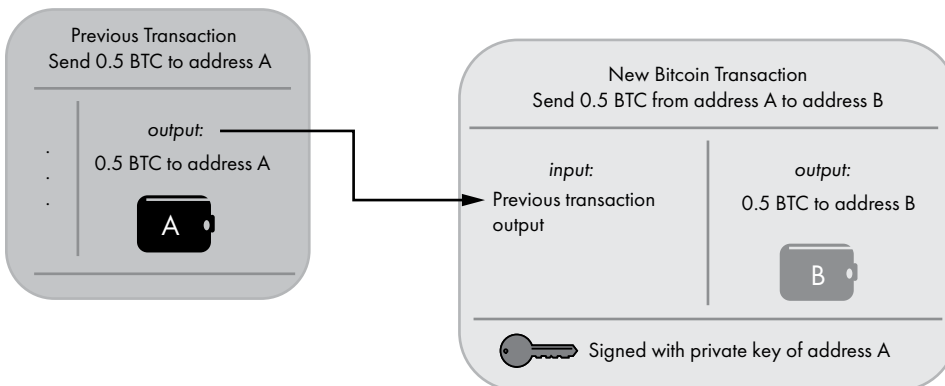 Previous Transaction
Send 0.5 BTC to address A
output:
0.5 BTC to address A
A
New Bitcoin Transaction
Send 0.5 BTC from address A to address B
input:
Previous transaction
output
output:
0.5 BTC to address B
B
Signed with private key of address A